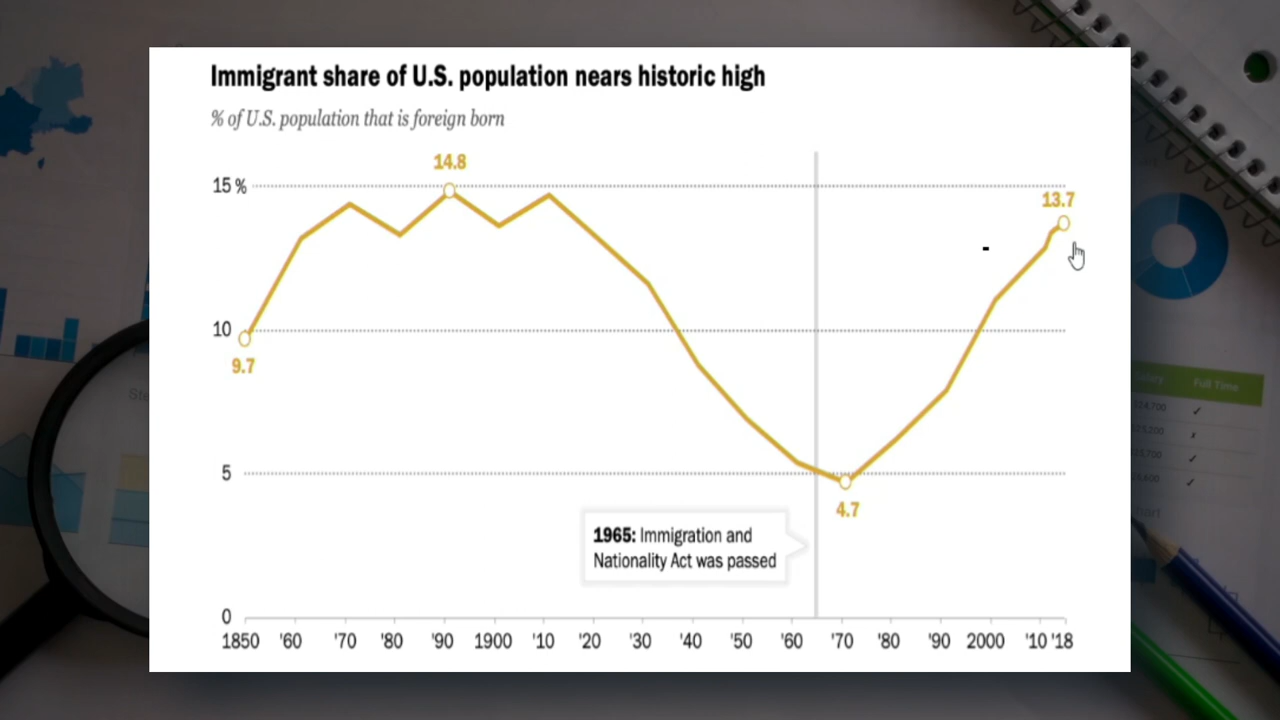 Immigrant share of U.S. population nears historic high
% of U.S. population that is foreign born
14.8
15 %
13.7
10
9.7
5
4.7
1965: Immigration and
Nationality Act was passed
0
1850 '60 '70 '80 '90 1900 '10 '20 '30 '40 '50 '60 '70 '80 '90 2000 '10 '18
Full Time